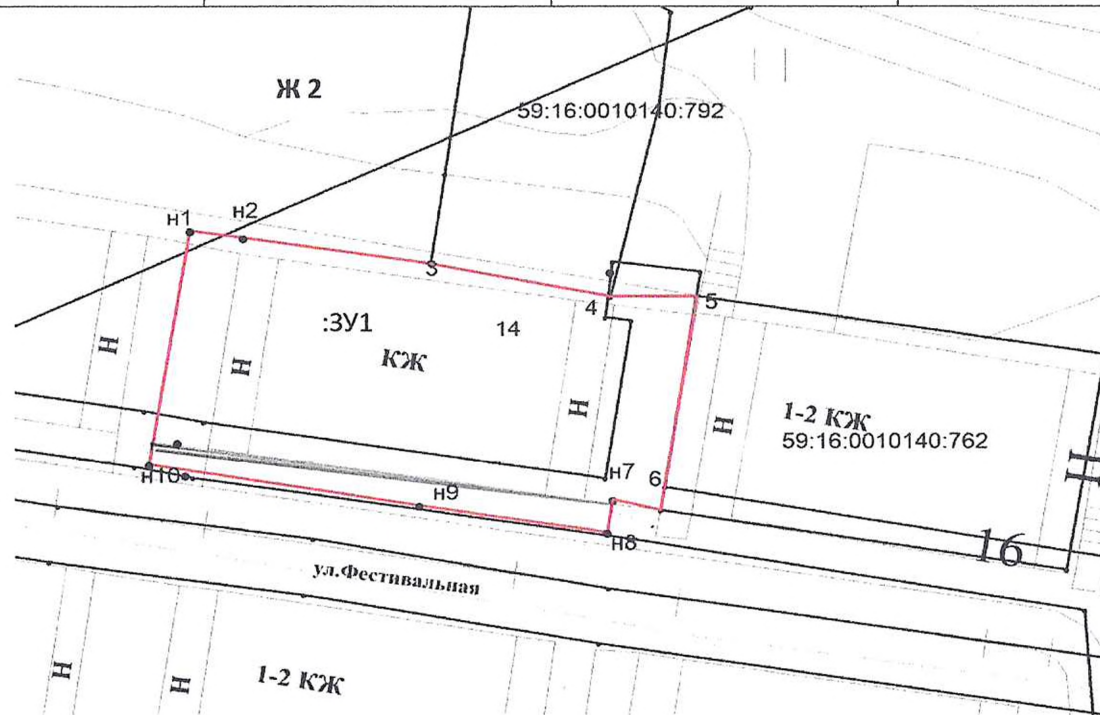 Ж 2
59:16:0010140:792
н1
н2
3
4
5
:ЗУ1
14
КЖ
Н
Н
Н
Н
1-2 КЖ
59:16:0010140:762
н7
6
н10
н9
н8
16
ул.Фестивальная
Н
Н
1-2 КЖ